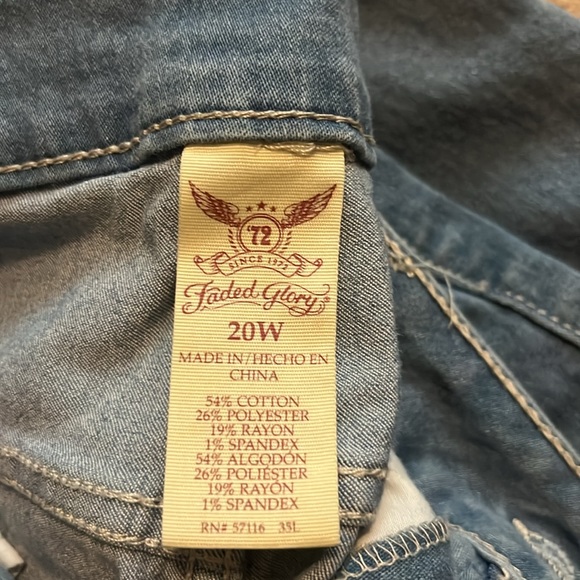 '72
SINCE 1972
Faded Glory
20W
MADE IN/HECHO EN
CHINA
54% COTTON
26% POLYESTER
19% RAYON
1% SPANDEX
54% ALGODÓN
26% POLIÉSTER
19% RAYÓN
1% SPANDEX
RN# 57116 35L